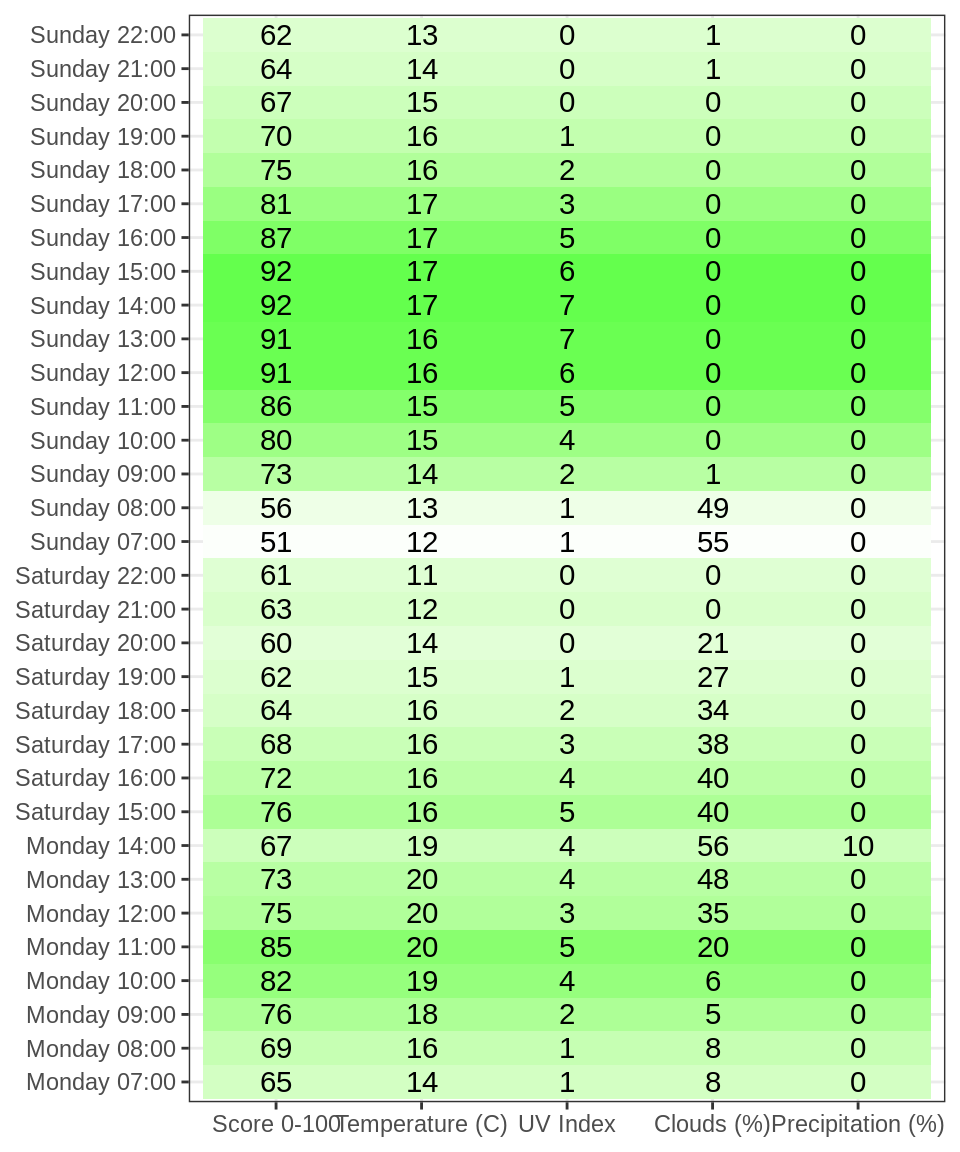 Sunday 22:00 62 13 0 1 0
Sunday 21:00 64 14 0 1 0
Sunday 20:00 67 15 0 0 0
Sunday 19:00 70 16 1 0 0
Sunday 18:00 75 16 2 0 0
Sunday 17:00 81 17 3 0 0
Sunday 16:00 87 17 5 0 0
Sunday 15:00 92 17 6 0 0
Sunday 14:00 92 17 7 0 0
Sunday 13:00 91 16 7 0 0
Sunday 12:00 91 16 6 0 0
Sunday 11:00 86 15 5 0 0
Sunday 10:00 80 15 4 0 0
Sunday 09:00 73 14 2 1 0
Sunday 08:00 56 13 1 49 0
Sunday 07:00 51 12 1 55 0
Saturday 22:00 61 11 0 0 0
Saturday 21:00 63 12 0 0 0
Saturday 20:00 60 14 0 21 0
Saturday 19:00 62 15 1 27 0
Saturday 18:00 64 16 2 34 0
Saturday 17:00 68 16 3 38 0
Saturday 16:00 72 16 4 40 0
Saturday 15:00 76 16 5 40 0
Monday 14:00 67 19 4 56 10
Monday 13:00 73 20 4 48 0
Monday 12:00 75 20 3 35 0
Monday 11:00 85 20 5 20 0
Monday 10:00 82 19 4 6 0
Monday 09:00 76 18 2 5 0
Monday 08:00 69 16 1 8 0
Monday 07:00 65 14 1 8 0
Score 0-100 Temperature (C) UV Index Clouds (%) Precipitation (%)